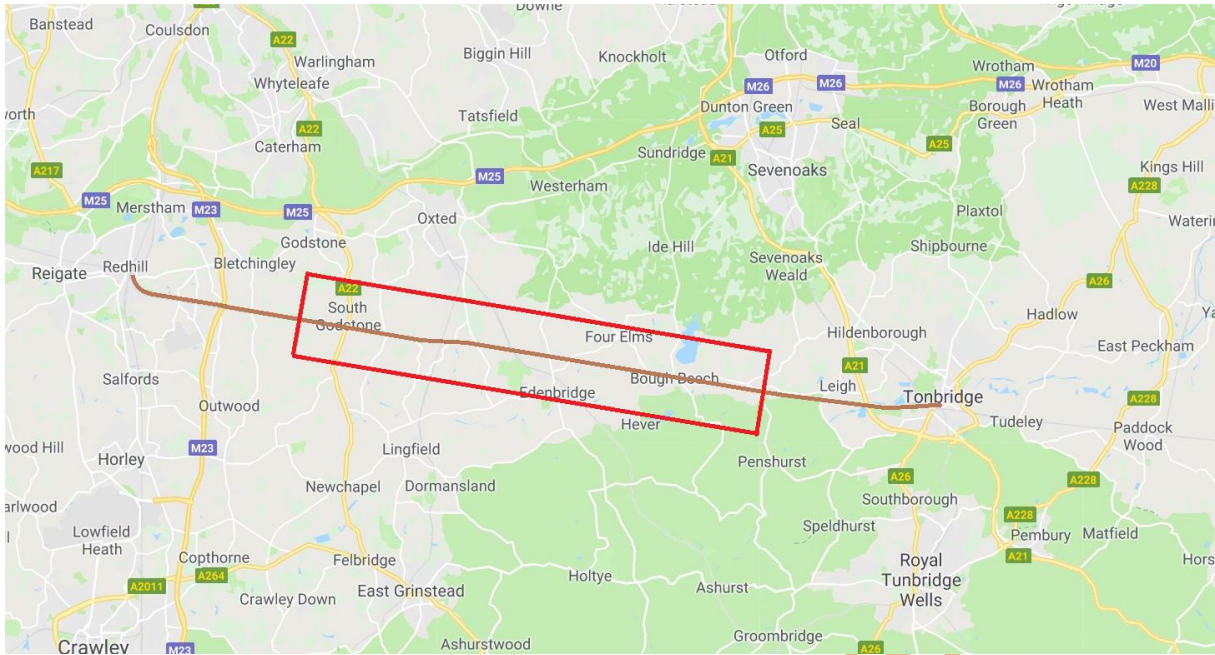 Banstead
Coulsdon
A22
Downe
Warlingham
Biggin Hill
Knockholt
Otford
Wrotham
M20
Whyteleafe
M26
M26
M26
Wrotham
Heath
Dunton Green
Borough
Green
West Malli
worth
Tatsfield
A22
A25
Seal
A25
Caterham
Sundridge
A21
Sevenoaks
Kings Hill
A217
M25
Westerham
A228
M25
Merstham
M23
M25
Oxted
Plaxtol
Waterin
Godstone
Ide Hill
Shipbourne
Reigate
Redhill
Bletchingley
Sevenoaks
Weald
A26
A22
South
Godstone
Hadlow
Four Elms
Hildenborough
East Peckham
A21
Salfords
Bough Beech
Leigh
Edenbridge
Tonbridge
A228
Outwood
Hever
Tudeley
Paddock
Wood
wood Hill
M23
Lingfield
Horley
Penshurst
A26
A228
Newchapel
Dormansland
Southborough
arlwood
A228
Speldhurst
Lowfield
Heath
Pembury
Matfield
Copthorne
Felbridge
A21
Royal
Tunbridge
Wells
Hors
A264
A2011
Holtye
Ashurst
Crawley Down
East Grinstead
Groombridge
Crawley
M23
Ashurstwood
A26